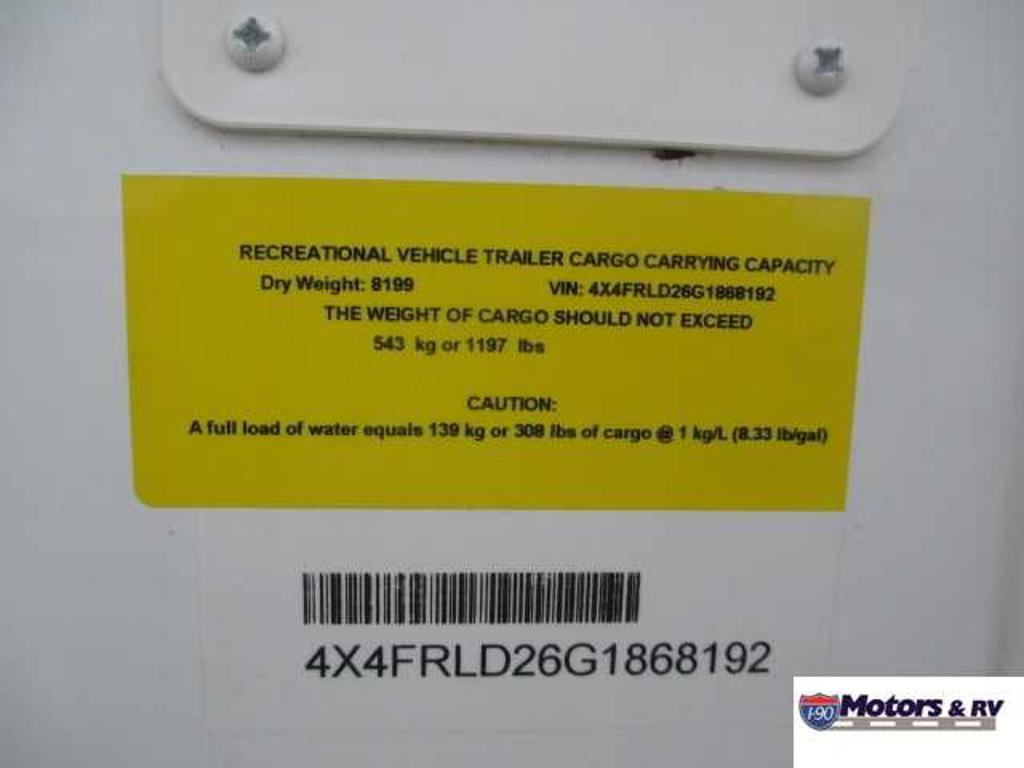 RECREATIONAL VEHICLE TRAILER CARGO CARRYING CAPACITY
Dry Weight: 8199 VIN: 4X4FRLD26G1868192
THE WEIGHT OF CARGO SHOULD NOT EXCEED
543 kg or 1197 lbs
CAUTION:
A full load of water equals 139 kg or 308 lbs of cargo @ 1 kg/L (8.33 lb/gal)
4X4FRLD26G1868192
I-90 Motors & RV